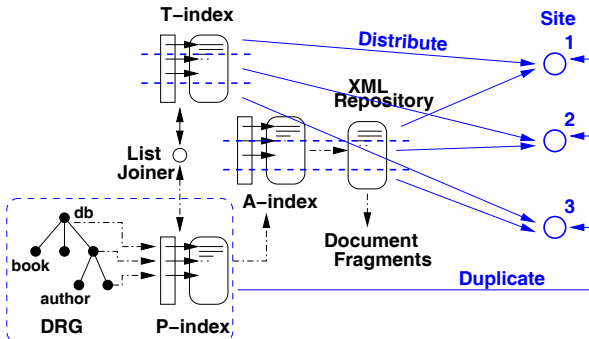 T-index
Site
1
Distribute
XML
Repository
2
List
Joiner
A-index
db
3
book
Document
Fragments
author
Duplicate
DRG
P-index